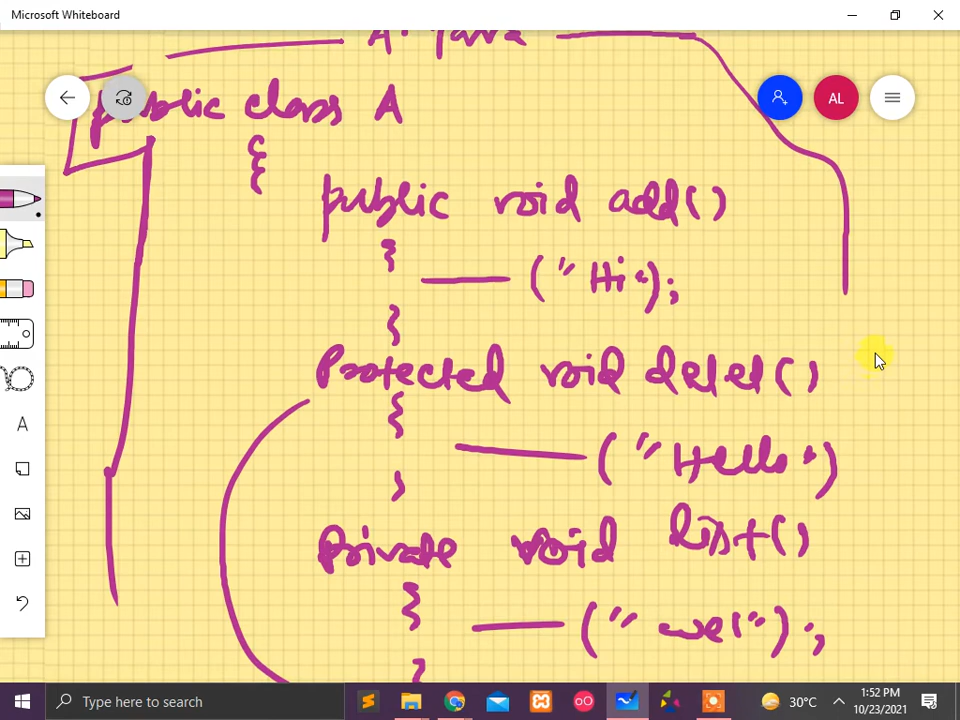 Microsoft Whiteboard
A. Java
public class A
{
public void add()
{
("Hi");
}
Protected void delet()
{
("Hello")
}
private void list()
{
("wel");
}
AL
A
Type here to search
30°C
1:52 PM
10/23/2021